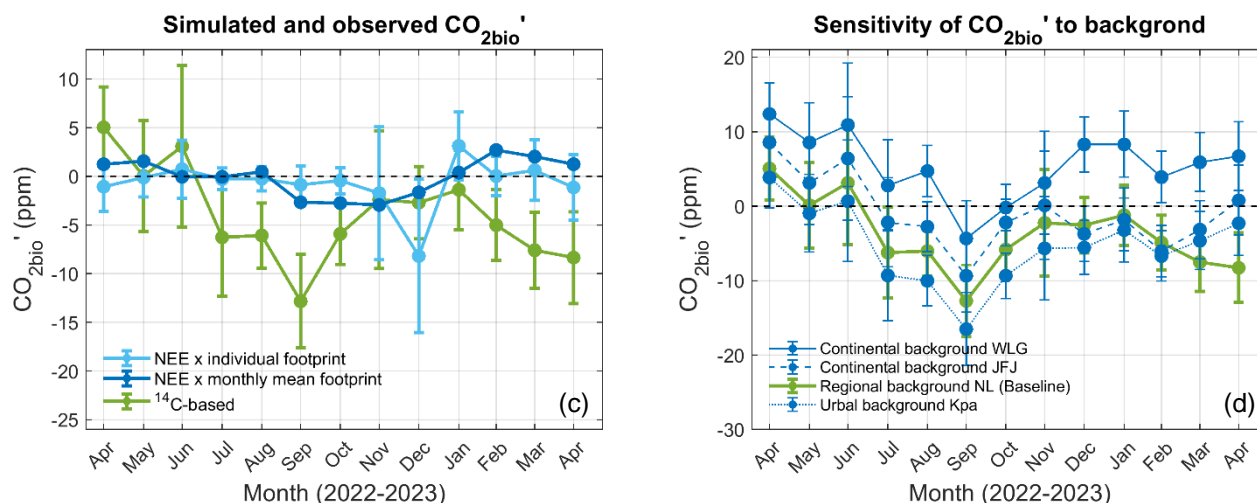 Simulated and observed CO2bio'
CO2bio' (ppm)
10
5
0
-5
-10
-15
-20
-25
NEE x individual footprint
NEE x monthly mean footprint
14C-based
(c)
Apr May Jun Jul Aug Sep Oct Nov Dec Jan Feb Mar Apr
Month (2022-2023)
Sensitivity of CO2bio' to backgrond
CO2bio' (ppm)
20
10
0
-10
-20
-30
Continental background WLG
Continental background JFJ
Regional background NL (Baseline)
Urbal background Kpa
(d)
Apr May Jun Jul Aug Sep Oct Nov Dec Jan Feb Mar Apr
Month (2022-2023)